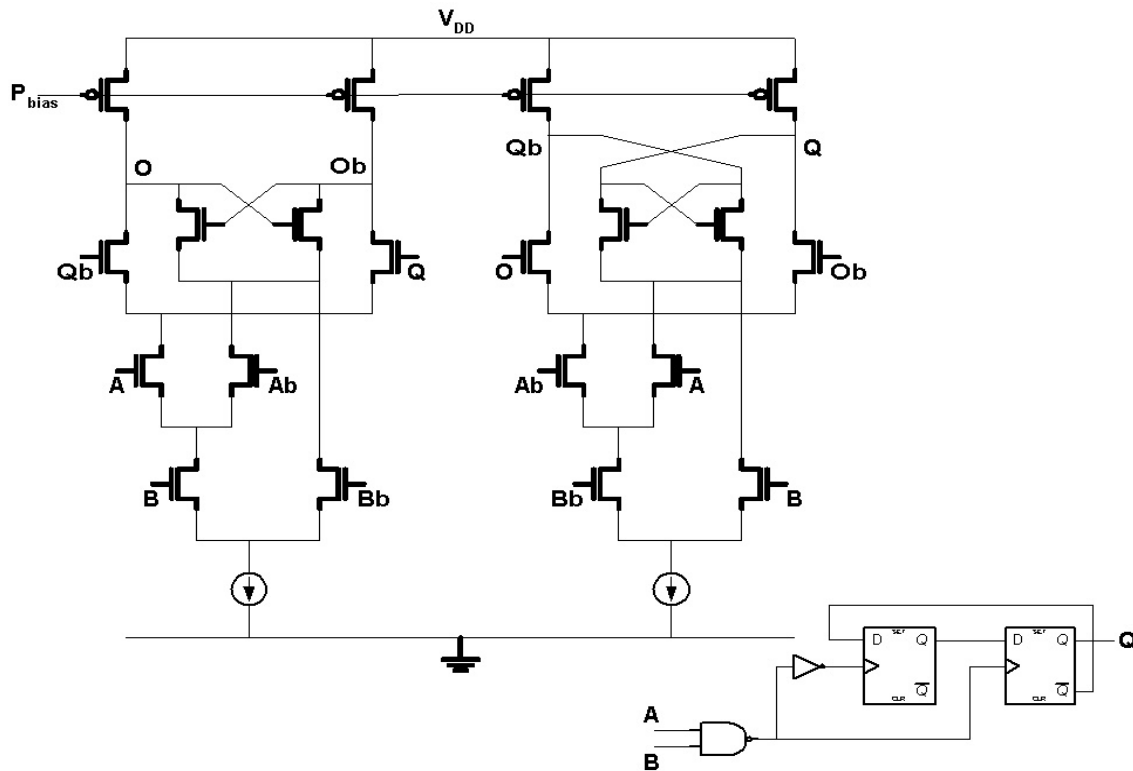 VDD
Pbias
Qb Q
O Ob
Qb Q O Ob
A Ab Ab A
B Bb Bb B
D SET Q D SET Q Q
CLR Q CLR Q
A
B